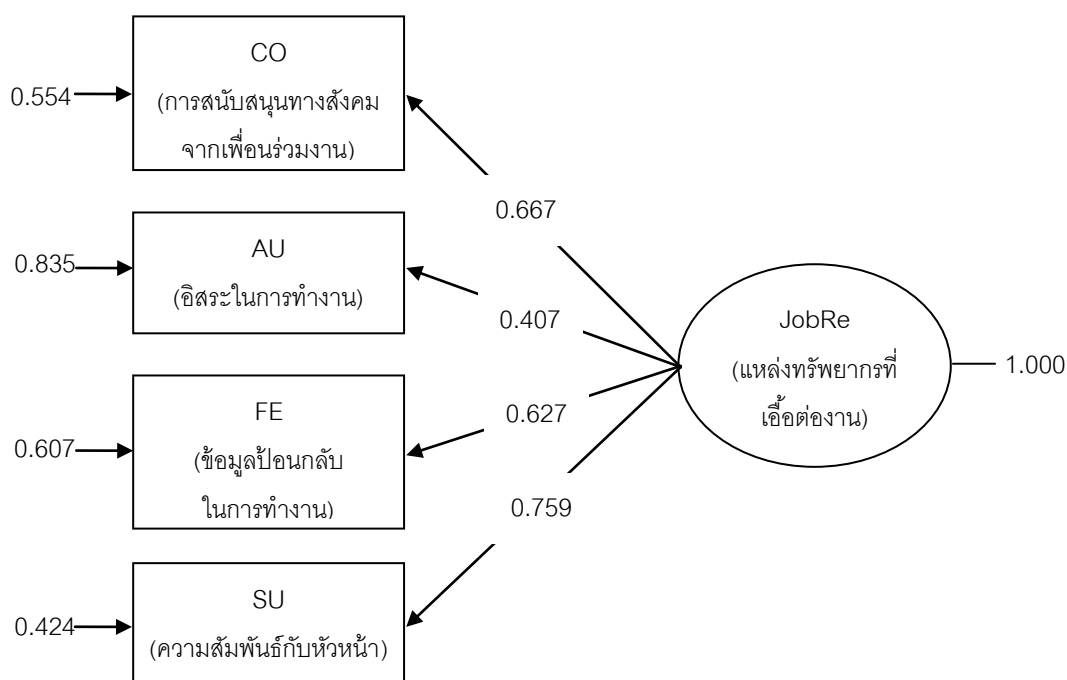 CO
(การสนับสนุนทางสังคม
จากเพื่อนร่วมงาน)
0.554
0.667
AU
(อิสระในการทำงาน)
0.835
0.407
JobRe
(แหล่งทรัพยากรที่
เอื้อต่องาน)
1.000
FE
(ข้อมูลป้อนกลับ
ในการทำงาน)
0.607
0.627
0.759
SU
(ความสัมพันธ์กับหัวหน้า)
0.424